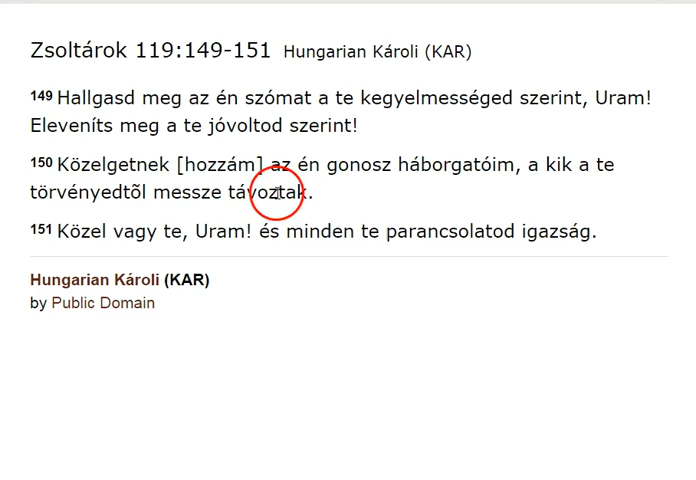 Zsoltárok 119:149-151 Hungarian Károli (KAR)
149 Hallgasd meg az én szómat a te kegyelmességed szerint, Uram!
Eleveníts meg a te jóvoltod szerint!
150 Közelgetnek [hozzám] az én gonosz háborgatóim, a kik a te
törvényedtõl messze távoztak.
151 Közel vagy te, Uram! és minden te parancsolatod igazság.
Hungarian Károli (KAR)
by Public Domain